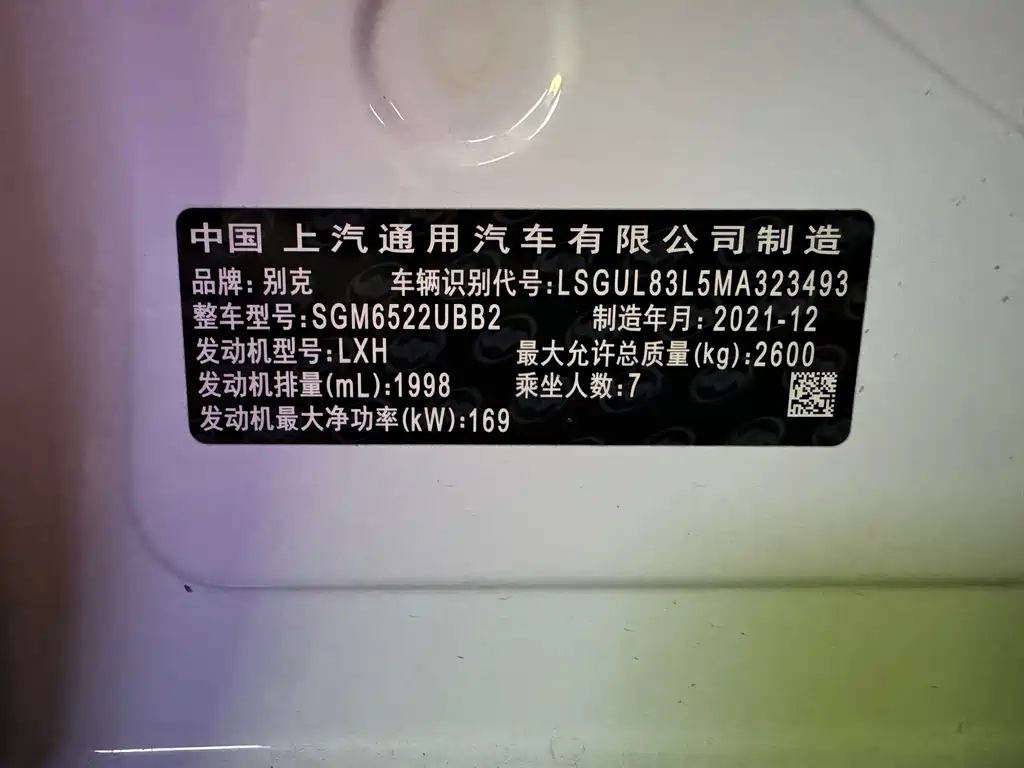 中国 上汽通用汽车有限公司制造
品牌:别克 车辆识别代号:LSGUL83L5MA323493
整车型号:SGM6522UBB2 制造年月:2021-12
发动机型号:LXH 最大允许总质量(kg):2600
发动机排量(mL):1998 乘坐人数:7
发动机最大净功率(kW):169